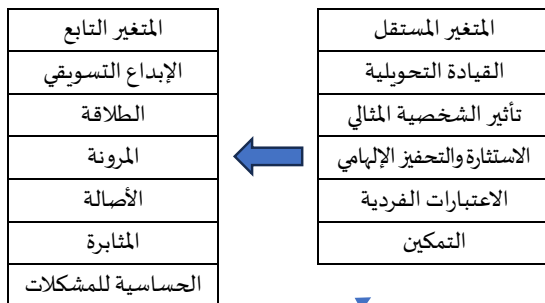 المتغير المستقل
القيادة التحويلية
تأثير الشخصية المثالي
الاستثارة والتحفيز الإلهامي
الاعتبارات الفردية
التمكين
المتغير التابع
الإبداع التسويقي
الطلاقة
المرونة
الأصالة
المثابرة
الحساسية للمشكلات